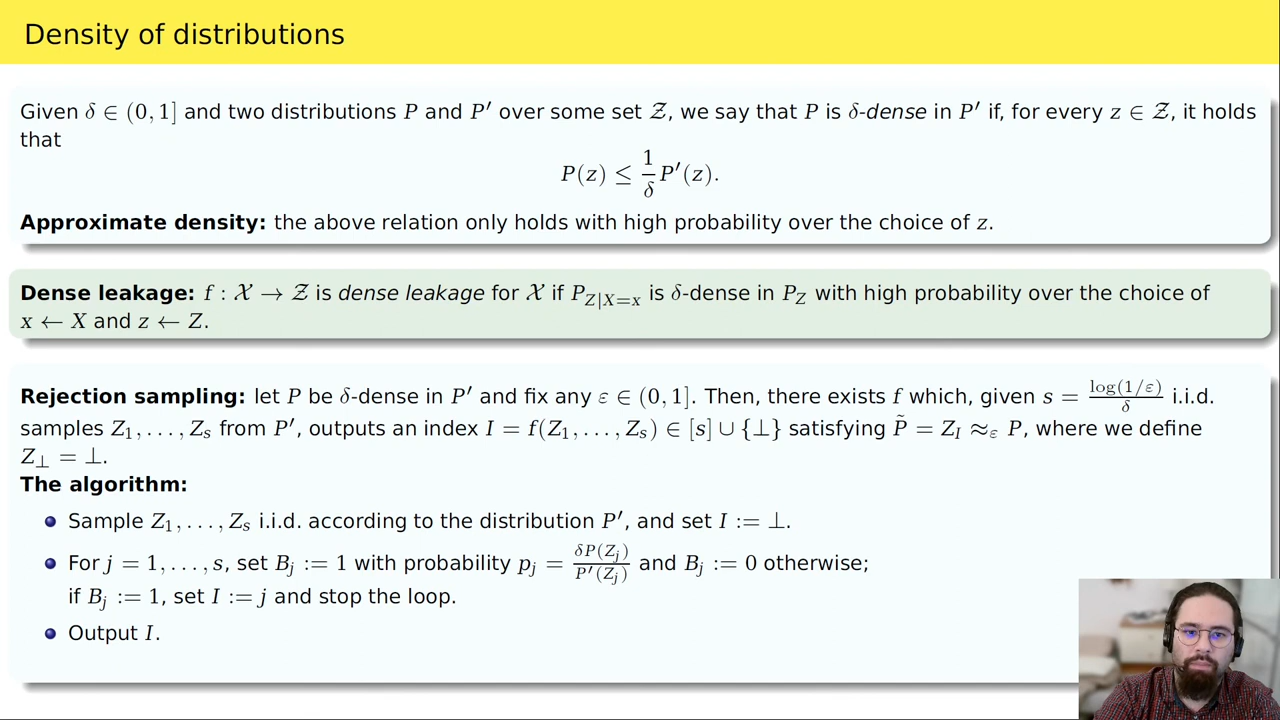 Density of distributions
Given δ ∈ (0, 1] and two distributions P and P′ over some set 𝒵, we say that P is δ-dense in P′ if, for every z ∈ 𝒵, it holds
that
P(z) ≤ 1/δ P′(z).
Approximate density: the above relation only holds with high probability over the choice of z.
Dense leakage: f : 𝒳 → 𝒵 is dense leakage for 𝒳 if P_{Z|X=x} is δ-dense in P_Z with high probability over the choice of
x ← X and z ← Z.
Rejection sampling: let P be δ-dense in P′ and fix any ε ∈ (0, 1]. Then, there exists f which, given s = log(1/ε)/δ i.i.d.
samples Z₁, . . . , Z_s from P′, outputs an index I = f(Z₁, . . . , Z_s) ∈ [s] ∪ {⊥} satisfying P̃ = Z_I ≈_ε P, where we define
Z_⊥ = ⊥.
The algorithm:
Sample Z₁, . . . , Z_s i.i.d. according to the distribution P′, and set I := ⊥.
For j = 1, . . . , s, set B_j := 1 with probability p_j = δP(Z_j)/P′(Z_j) and B_j := 0 otherwise;
if B_j := 1, set I := j and stop the loop.
Output I.